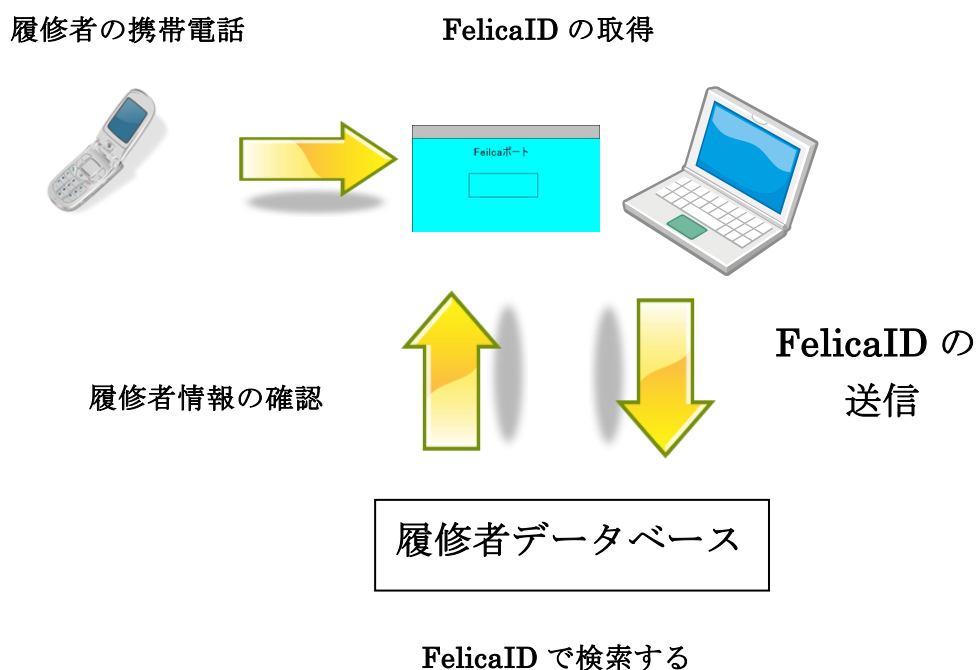 履修者の携帯電話
FelicaID の取得
Feilcaポート
FelicaID の
送信
履修者情報の確認
履修者データベース
FelicaID で検索する